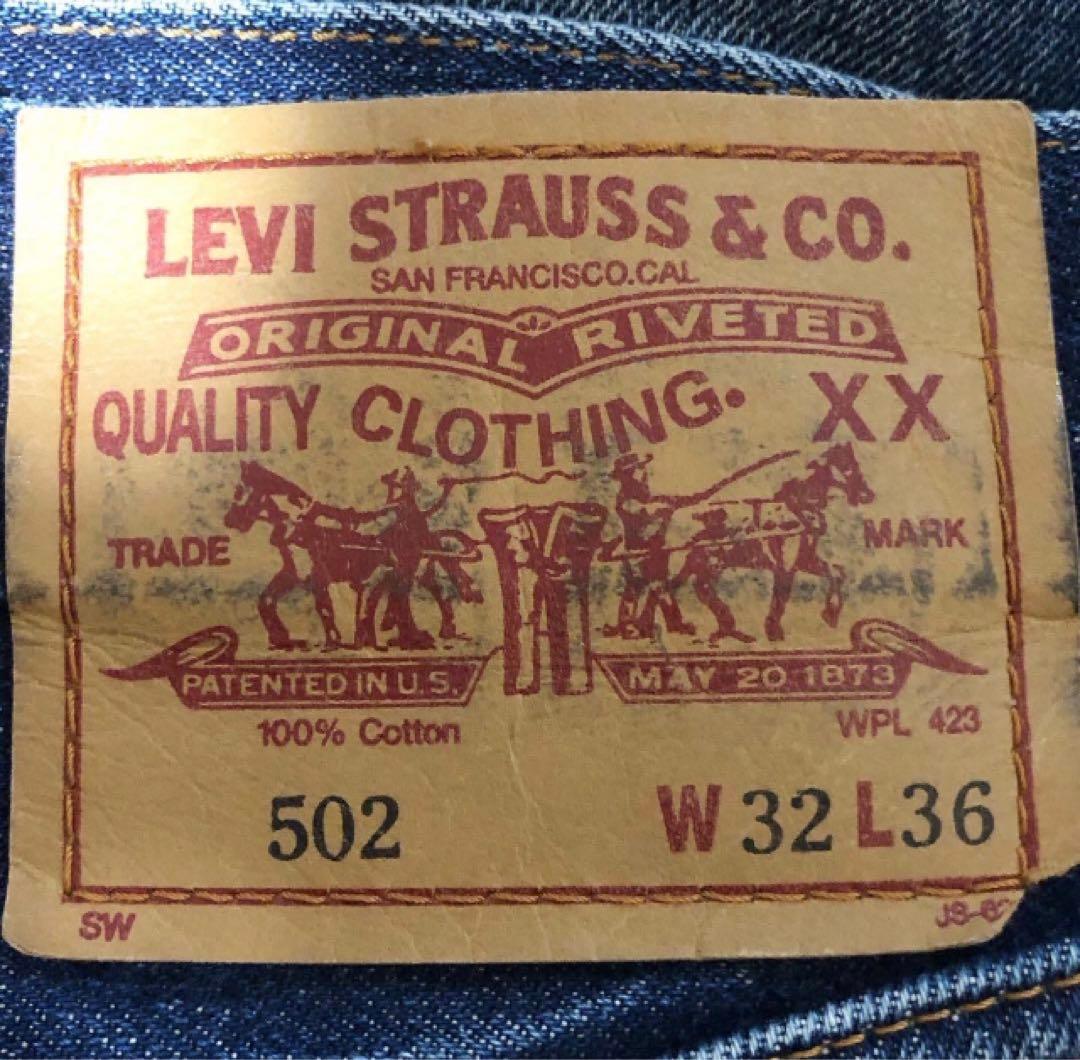 LEVI STRAUSS & CO.
SAN FRANCISCO.CAL
ORIGINAL RIVETED
QUALITY CLOTHING. XX
TRADE MARK
PATENTED IN U.S. MAY 20 1873
100% Cotton WPL 423
502 W 32 L 36
SW